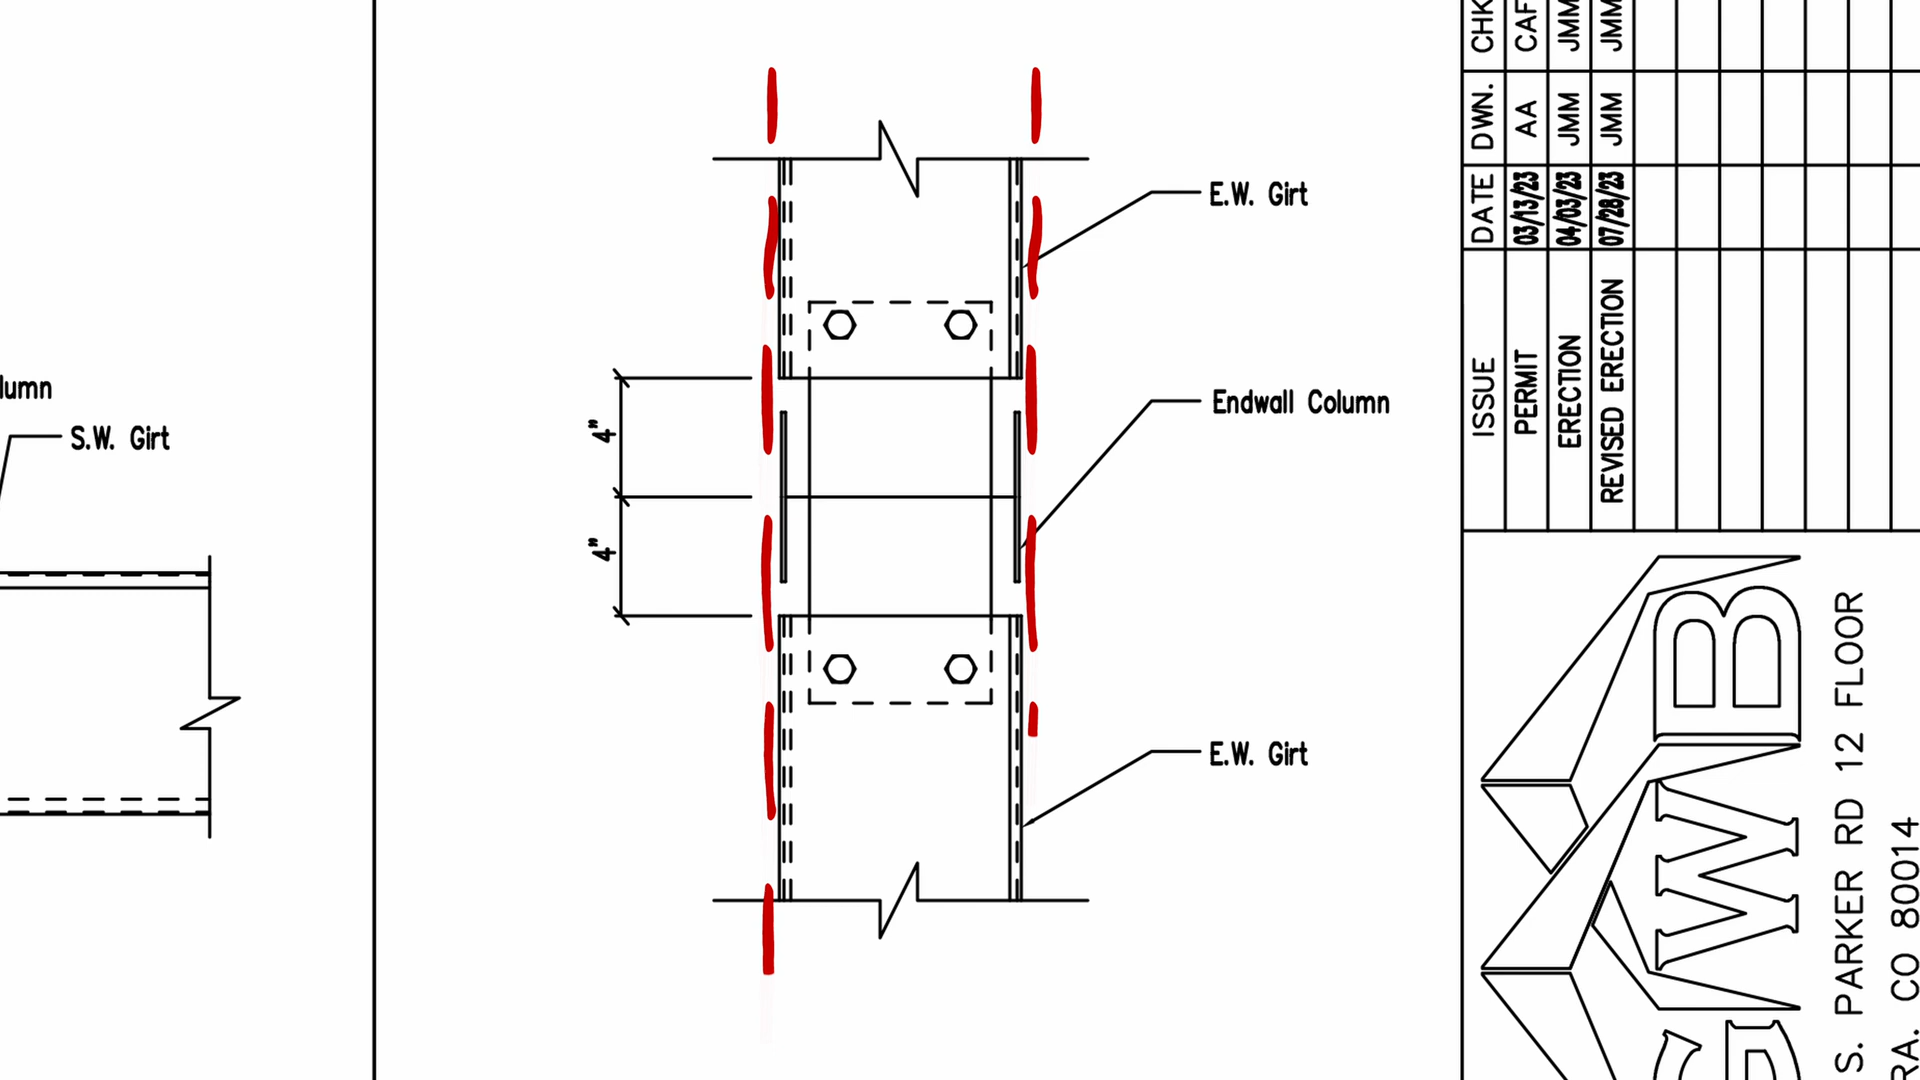 lumn
S.W. Girt
4"
4"
E.W. Girt
Endwall Column
E.W. Girt
ISSUE DATE DWN. CHK
PERMIT 03/13/23 AA CAF
ERECTION 04/03/23 JMM JMM
REVISED ERECTION 07/28/23 JMM JMM
WB
S. PARKER RD 12 FLOOR
RA. CO 80014